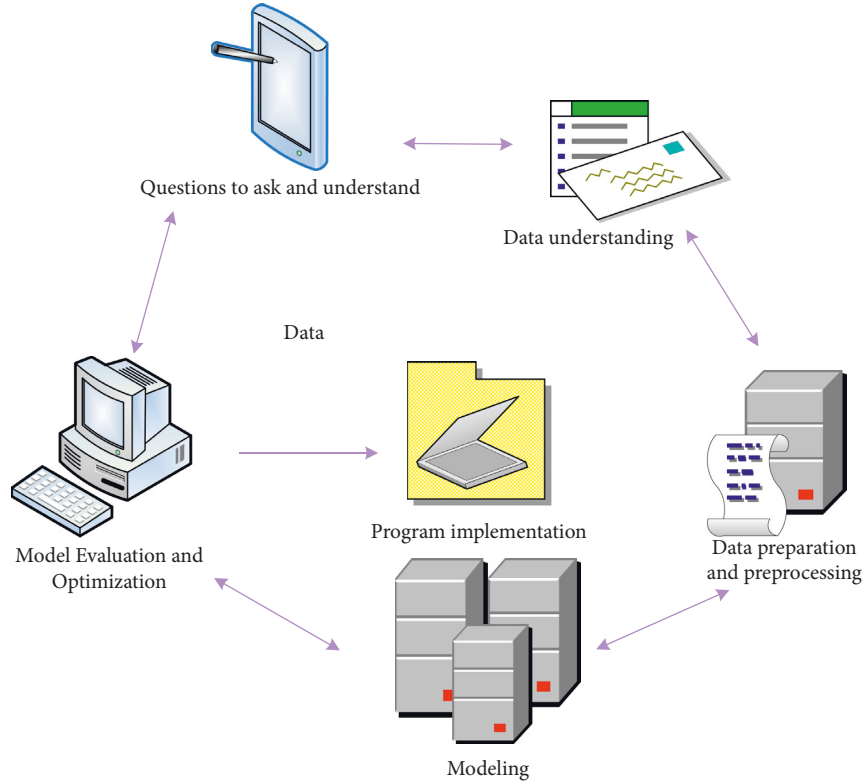 Questions to ask and understand
Data understanding
Data
Program implementation
Model Evaluation and
Optimization
Data preparation
and preprocessing
Modeling